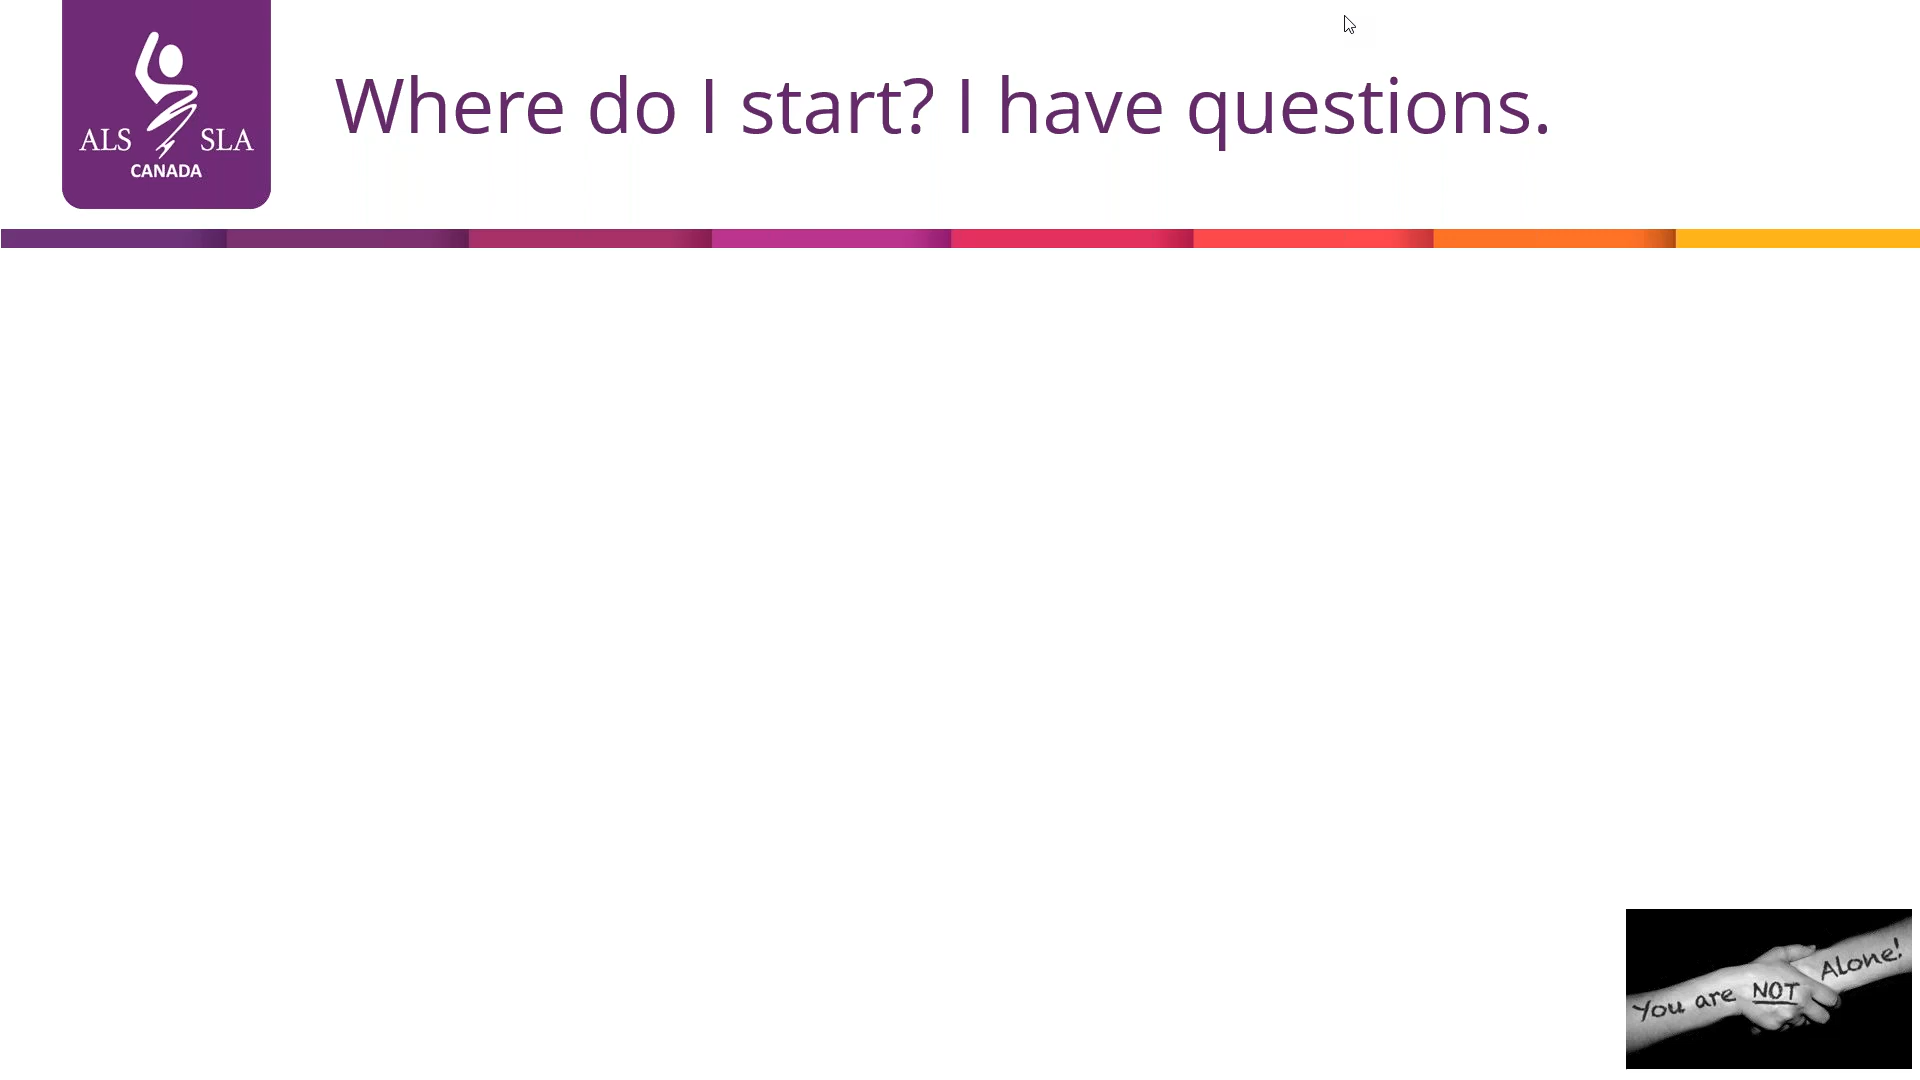 ALS SLA
CANADA
Where do I start? I have questions.
You are NOT Alone!